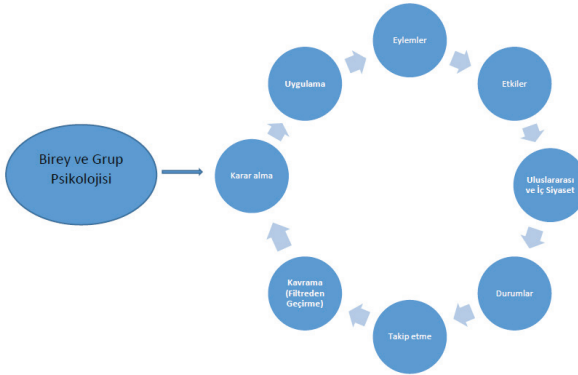 Birey ve Grup
Psikolojisi
Eylemler
Etkiler
Uluslararası
ve İç Siyaset
Durumlar
Takip etme
Kavrama
(Filtreden
Geçirme)
Karar alma
Uygulama